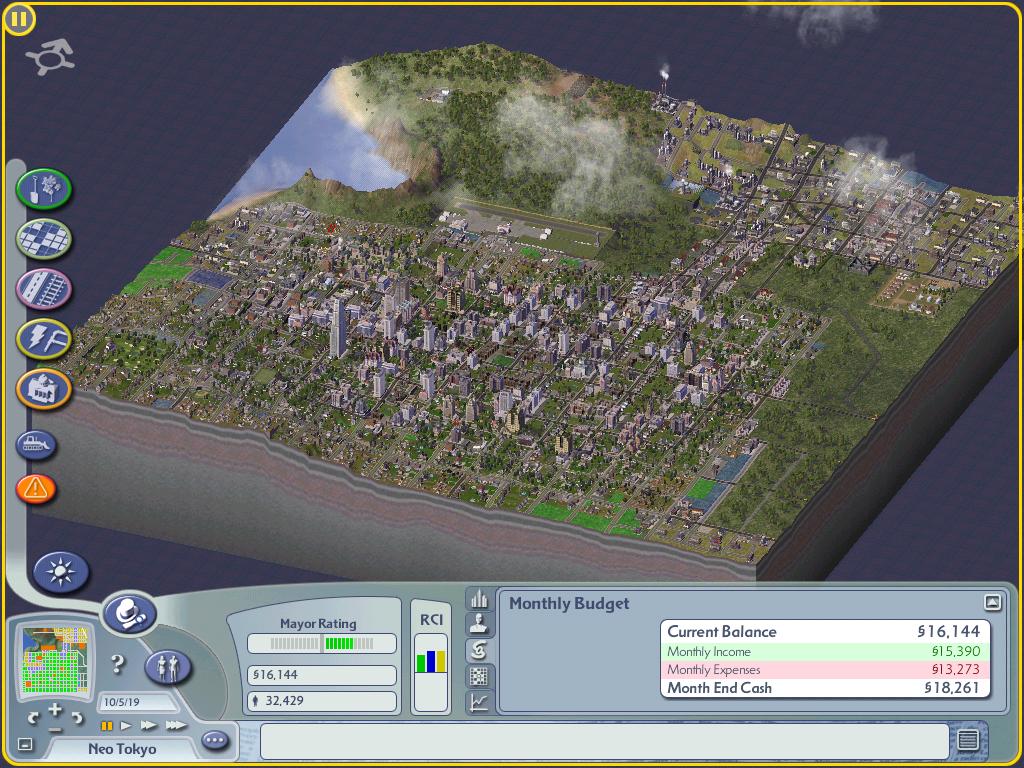 Mayor Rating
§16,144
32,429
RCI
Monthly Budget
Current Balance §16,144
Monthly Income §15,390
Monthly Expenses §13,273
Month End Cash §18,261
?
10/5/19
Neo Tokyo